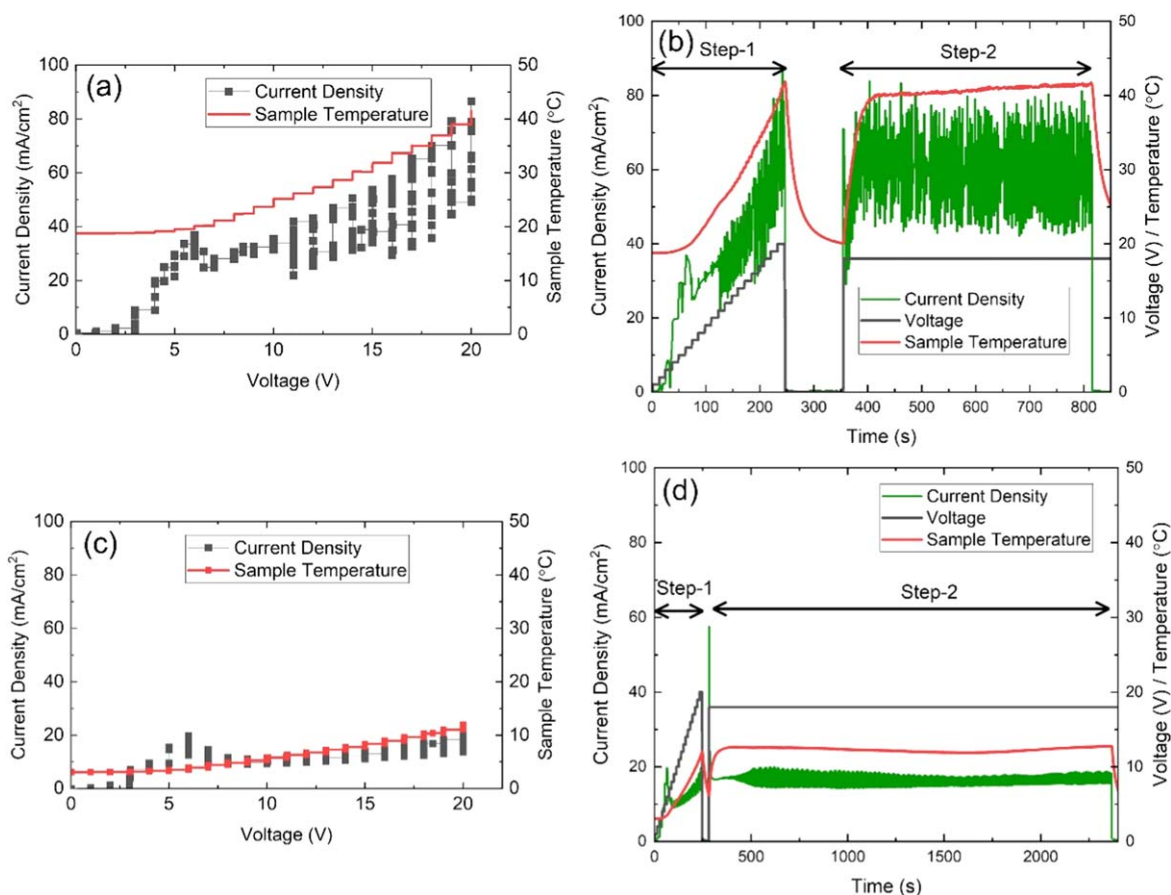 (a)
Current Density
Sample Temperature
Current Density (mA/cm²)
100
80
60
40
20
0
0
5
10
15
20
Voltage (V)
50
40
30
20
10
0
Sample Temperature (°C)
(b)
Step-1
Step-2
Current Density
Voltage
Sample Temperature
Current Density (mA/cm²)
100
80
60
40
20
0
0
100
200
300
400
500
600
700
800
Time (s)
50
40
30
20
10
0
Voltage (V) / Temperature (°C)
(c)
Current Density
Sample Temperature
Current Density (mA/cm²)
100
80
60
40
20
0
0
5
10
15
20
Voltage (V)
50
40
30
20
10
0
Sample Temperature (°C)
(d)
Current Density
Voltage
Sample Temperature
Step-1
Step-2
Current Density (mA/cm²)
100
80
60
40
20
0
0
500
1000
1500
2000
Time (s)
50
40
30
20
10
0
Voltage (V) / Temperature (°C)